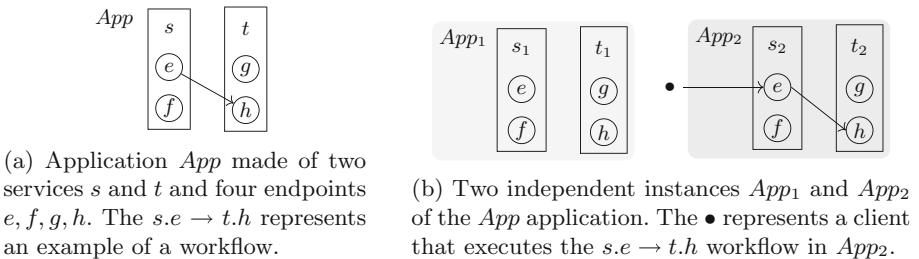 App
s
t
e
g
f
h
(a) Application App made of two
services s and t and four endpoints
e, f, g, h. The s.e → t.h represents
an example of a workflow.
App₁
s₁
t₁
e
g
f
h
App₂
s₂
t₂
e
g
f
h
(b) Two independent instances App₁ and App₂
of the App application. The ● represents a client
that executes the s.e → t.h workflow in App₂.